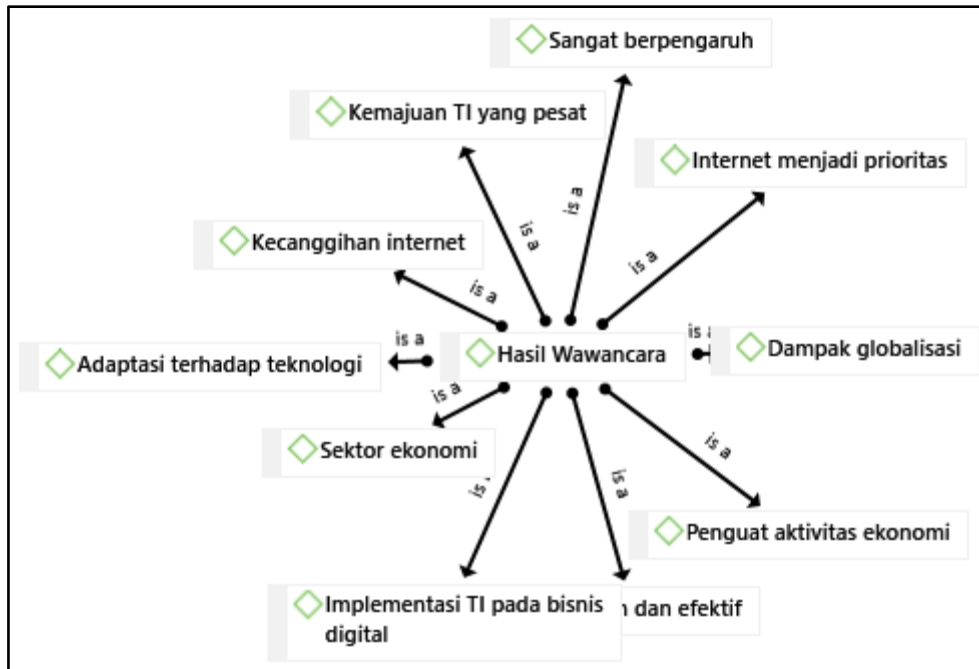 Sangat berpengaruh
Kemajuan TI yang pesat
Internet menjadi prioritas
is a
is a
is a
Kecanggihan internet
is a
is a
is a
Hasil Wawancara
Dampak globalisasi
Adaptasi terhadap teknologi
is a
Sektor ekonomi
is a
is
is a
Penguat aktivitas ekonomi
Implementasi TI pada bisnis
digital
dan efektif